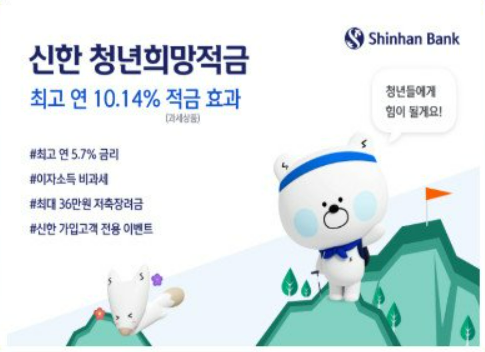 Shinhan Bank
신한 청년희망적금
최고 연 10.14% 적금 효과
(과세상품)
청년들에게
힘이 될게요!
#최고 연 5.7% 금리
#이자소득 비과세
#최대 36만원 저축장려금
#신한 가입고객 전용 이벤트